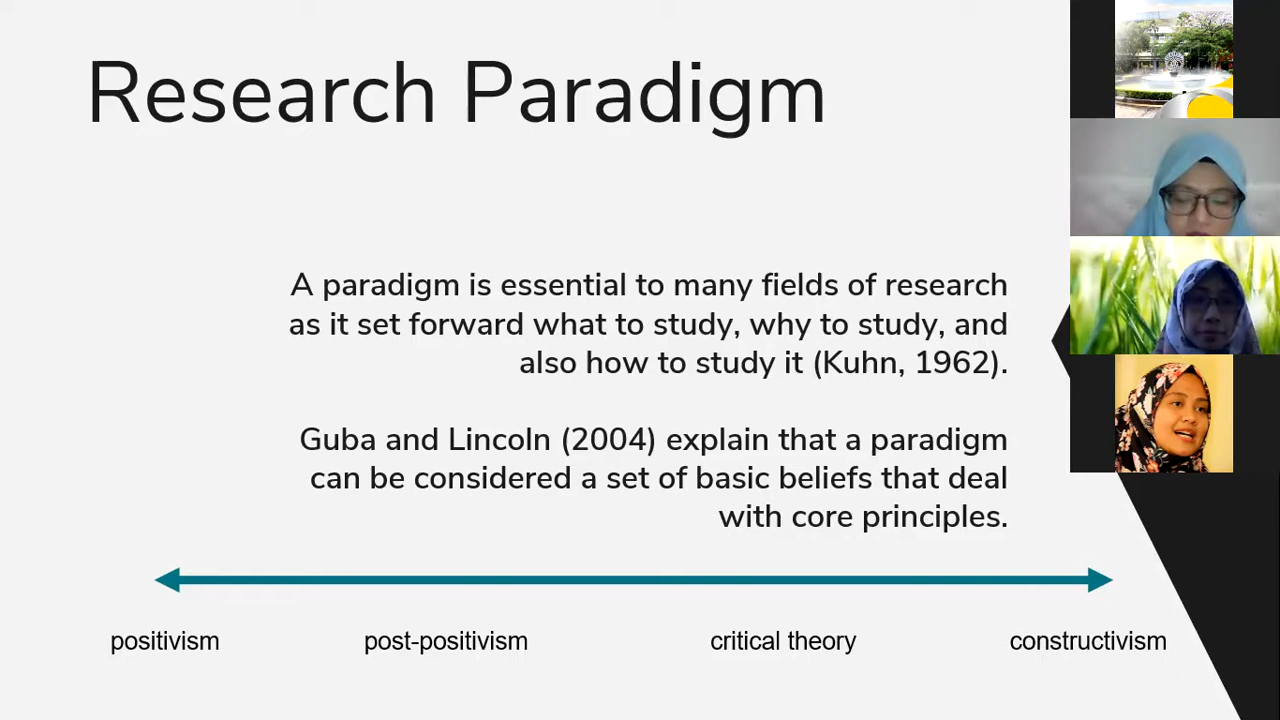 Research Paradigm
A paradigm is essential to many fields of research
as it set forward what to study, why to study, and
also how to study it (Kuhn, 1962).
Guba and Lincoln (2004) explain that a paradigm
can be considered a set of basic beliefs that deal
with core principles.
positivism post-positivism critical theory constructivism